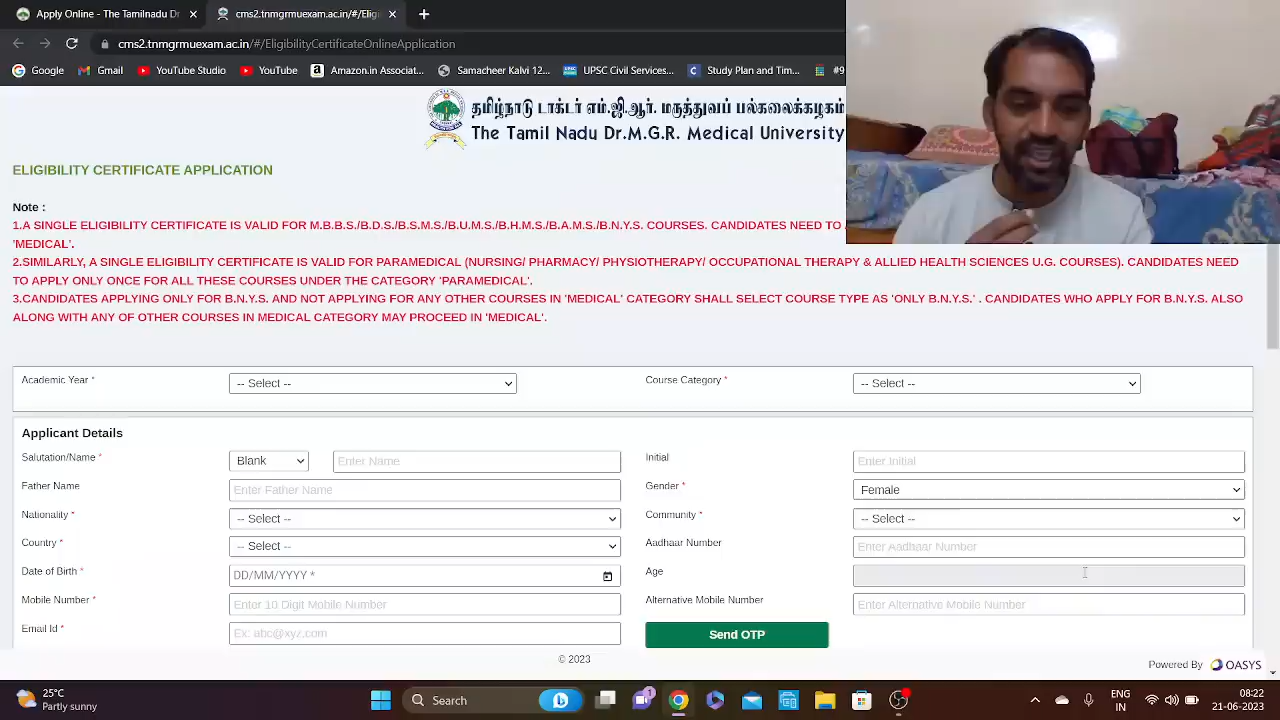 Apply Online - The Tamilnadu Dr
cms2.tnmgrmuexam.ac.in/#/Eligib
cms2.tnmgrmuexam.ac.in/#/EligibilityCertificateOnlineApplication
Google
Gmail
YouTube Studio
YouTube
Amazon.in Associat...
Samacheer Kalvi 12...
UPSC Civil Services...
Study Plan and Tim...
#9
தமிழ்நாடு டாக்டர் எம்.ஜி.ஆர். மருத்துவப் பல்கலைக்கழகம்
The Tamil Nadu Dr.M.G.R. Medical University
ELIGIBILITY CERTIFICATE APPLICATION
Note :
1.A SINGLE ELIGIBILITY CERTIFICATE IS VALID FOR M.B.B.S./B.D.S./B.S.M.S./B.U.M.S./B.H.M.S./B.A.M.S./B.N.Y.S. COURSES. CANDIDATES NEED TO
'MEDICAL'.
2.SIMILARLY, A SINGLE ELIGIBILITY CERTIFICATE IS VALID FOR PARAMEDICAL (NURSING/ PHARMACY/ PHYSIOTHERAPY/ OCCUPATIONAL THERAPY & ALLIED HEALTH SCIENCES U.G. COURSES). CANDIDATES NEED
TO APPLY ONLY ONCE FOR ALL THESE COURSES UNDER THE CATEGORY 'PARAMEDICAL'.
3.CANDIDATES APPLYING ONLY FOR B.N.Y.S. AND NOT APPLYING FOR ANY OTHER COURSES IN 'MEDICAL' CATEGORY SHALL SELECT COURSE TYPE AS 'ONLY B.N.Y.S.' . CANDIDATES WHO APPLY FOR B.N.Y.S. ALSO
ALONG WITH ANY OF OTHER COURSES IN MEDICAL CATEGORY MAY PROCEED IN 'MEDICAL'.
Academic Year * -- Select -- Course Category * -- Select --
Applicant Details
Salutation/Name * Blank Enter Name Initial Enter Initial
Father Name Enter Father Name Gender * Female
Nationality * -- Select -- Community * -- Select --
Country * -- Select -- Aadhaar Number Enter Aadhaar Number
Date of Birth * DD/MM/YYYY * Age
Mobile Number * Enter 10 Digit Mobile Number Alternative Mobile Number Enter Alternative Mobile Number
Email Id * Ex: abc@xyz.com Send OTP
© 2023
Powered By OASYS
25°C
Partly sunny
Search
1
ENG
IN
08:22
21-06-2023